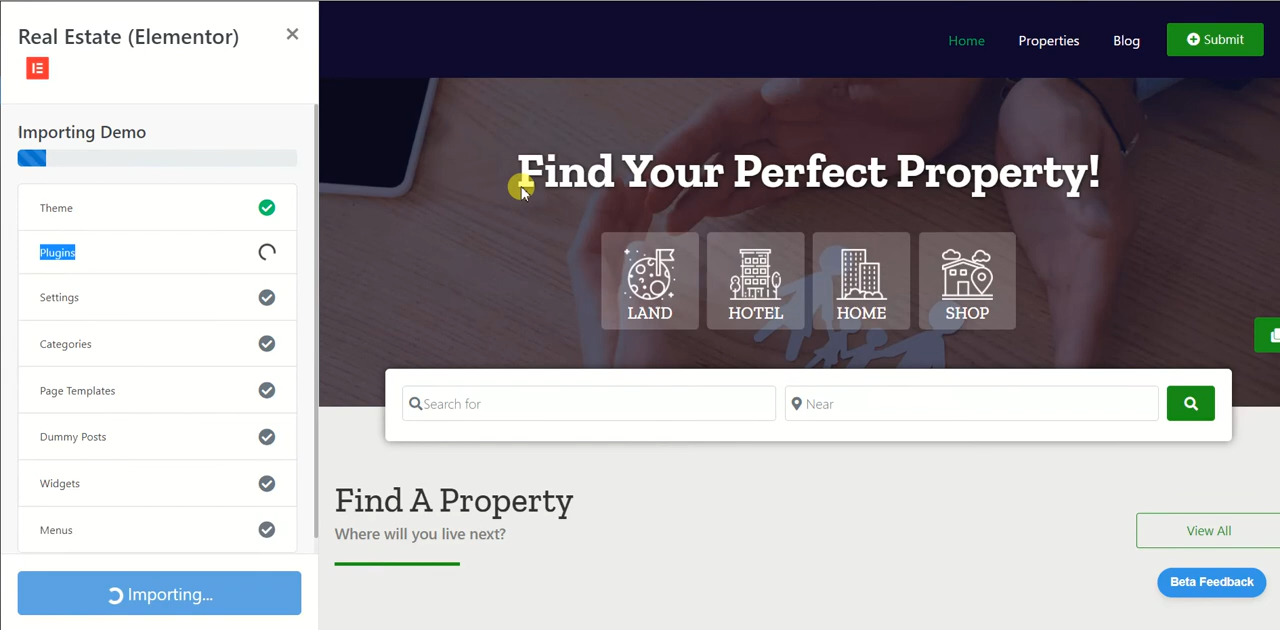 Real Estate (Elementor)
Importing Demo
Theme
Plugins
Settings
Categories
Page Templates
Dummy Posts
Widgets
Menus
Importing...
Home
Properties
Blog
Submit
Find Your Perfect Property!
LAND
HOTEL
HOME
SHOP
Search for
Near
Find A Property
Where will you live next?
View All
Beta Feedback